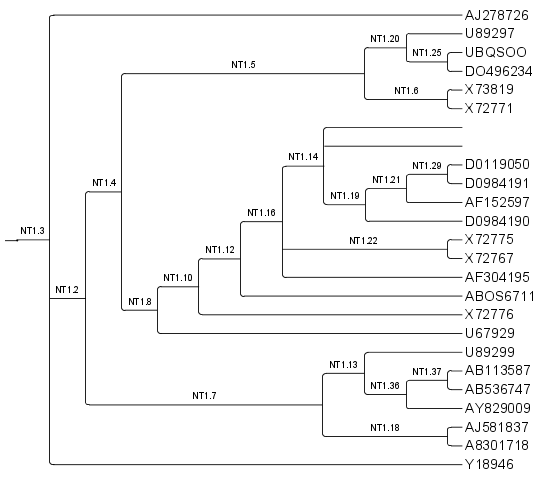 AJ278726
U89297
NT1.20
UBQSOO
NT1.25
NT1.5
DO496234
X73819
NT1.6
X72771
NT1.14
D0119050
NT1.29
NT1.21
D0984191
NT1.4
NT1.19
AF152597
NT1.16
D0984190
NT1.3
X72775
NT1.22
NT1.12
X72767
NT1.10
AF304195
NT1.2
ABOS6711
NT1.8
X72776
U67929
U89299
NT1.13
AB113587
NT1.37
NT1.36
AB536747
NT1.7
AY829009
AJ581837
NT1.18
A8301718
Y18946